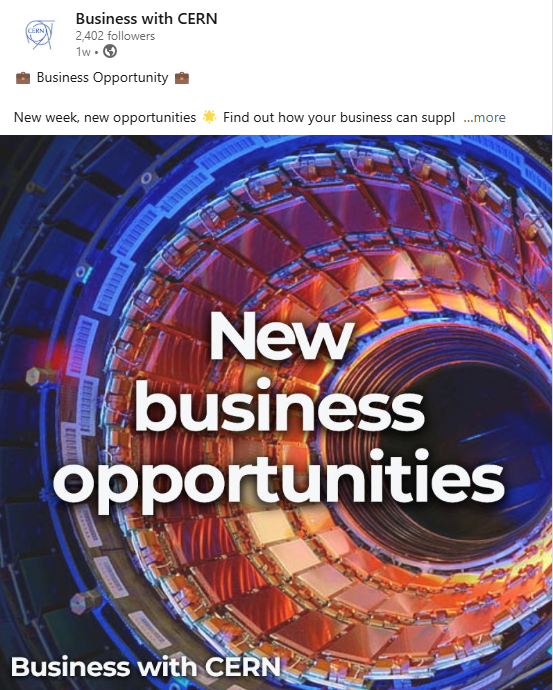 CERN
Business with CERN
2,402 followers
1w •
💼 Business Opportunity 💼
New week, new opportunities 🌟 Find out how your business can suppl ...more
New
business
opportunities
Business with CERN